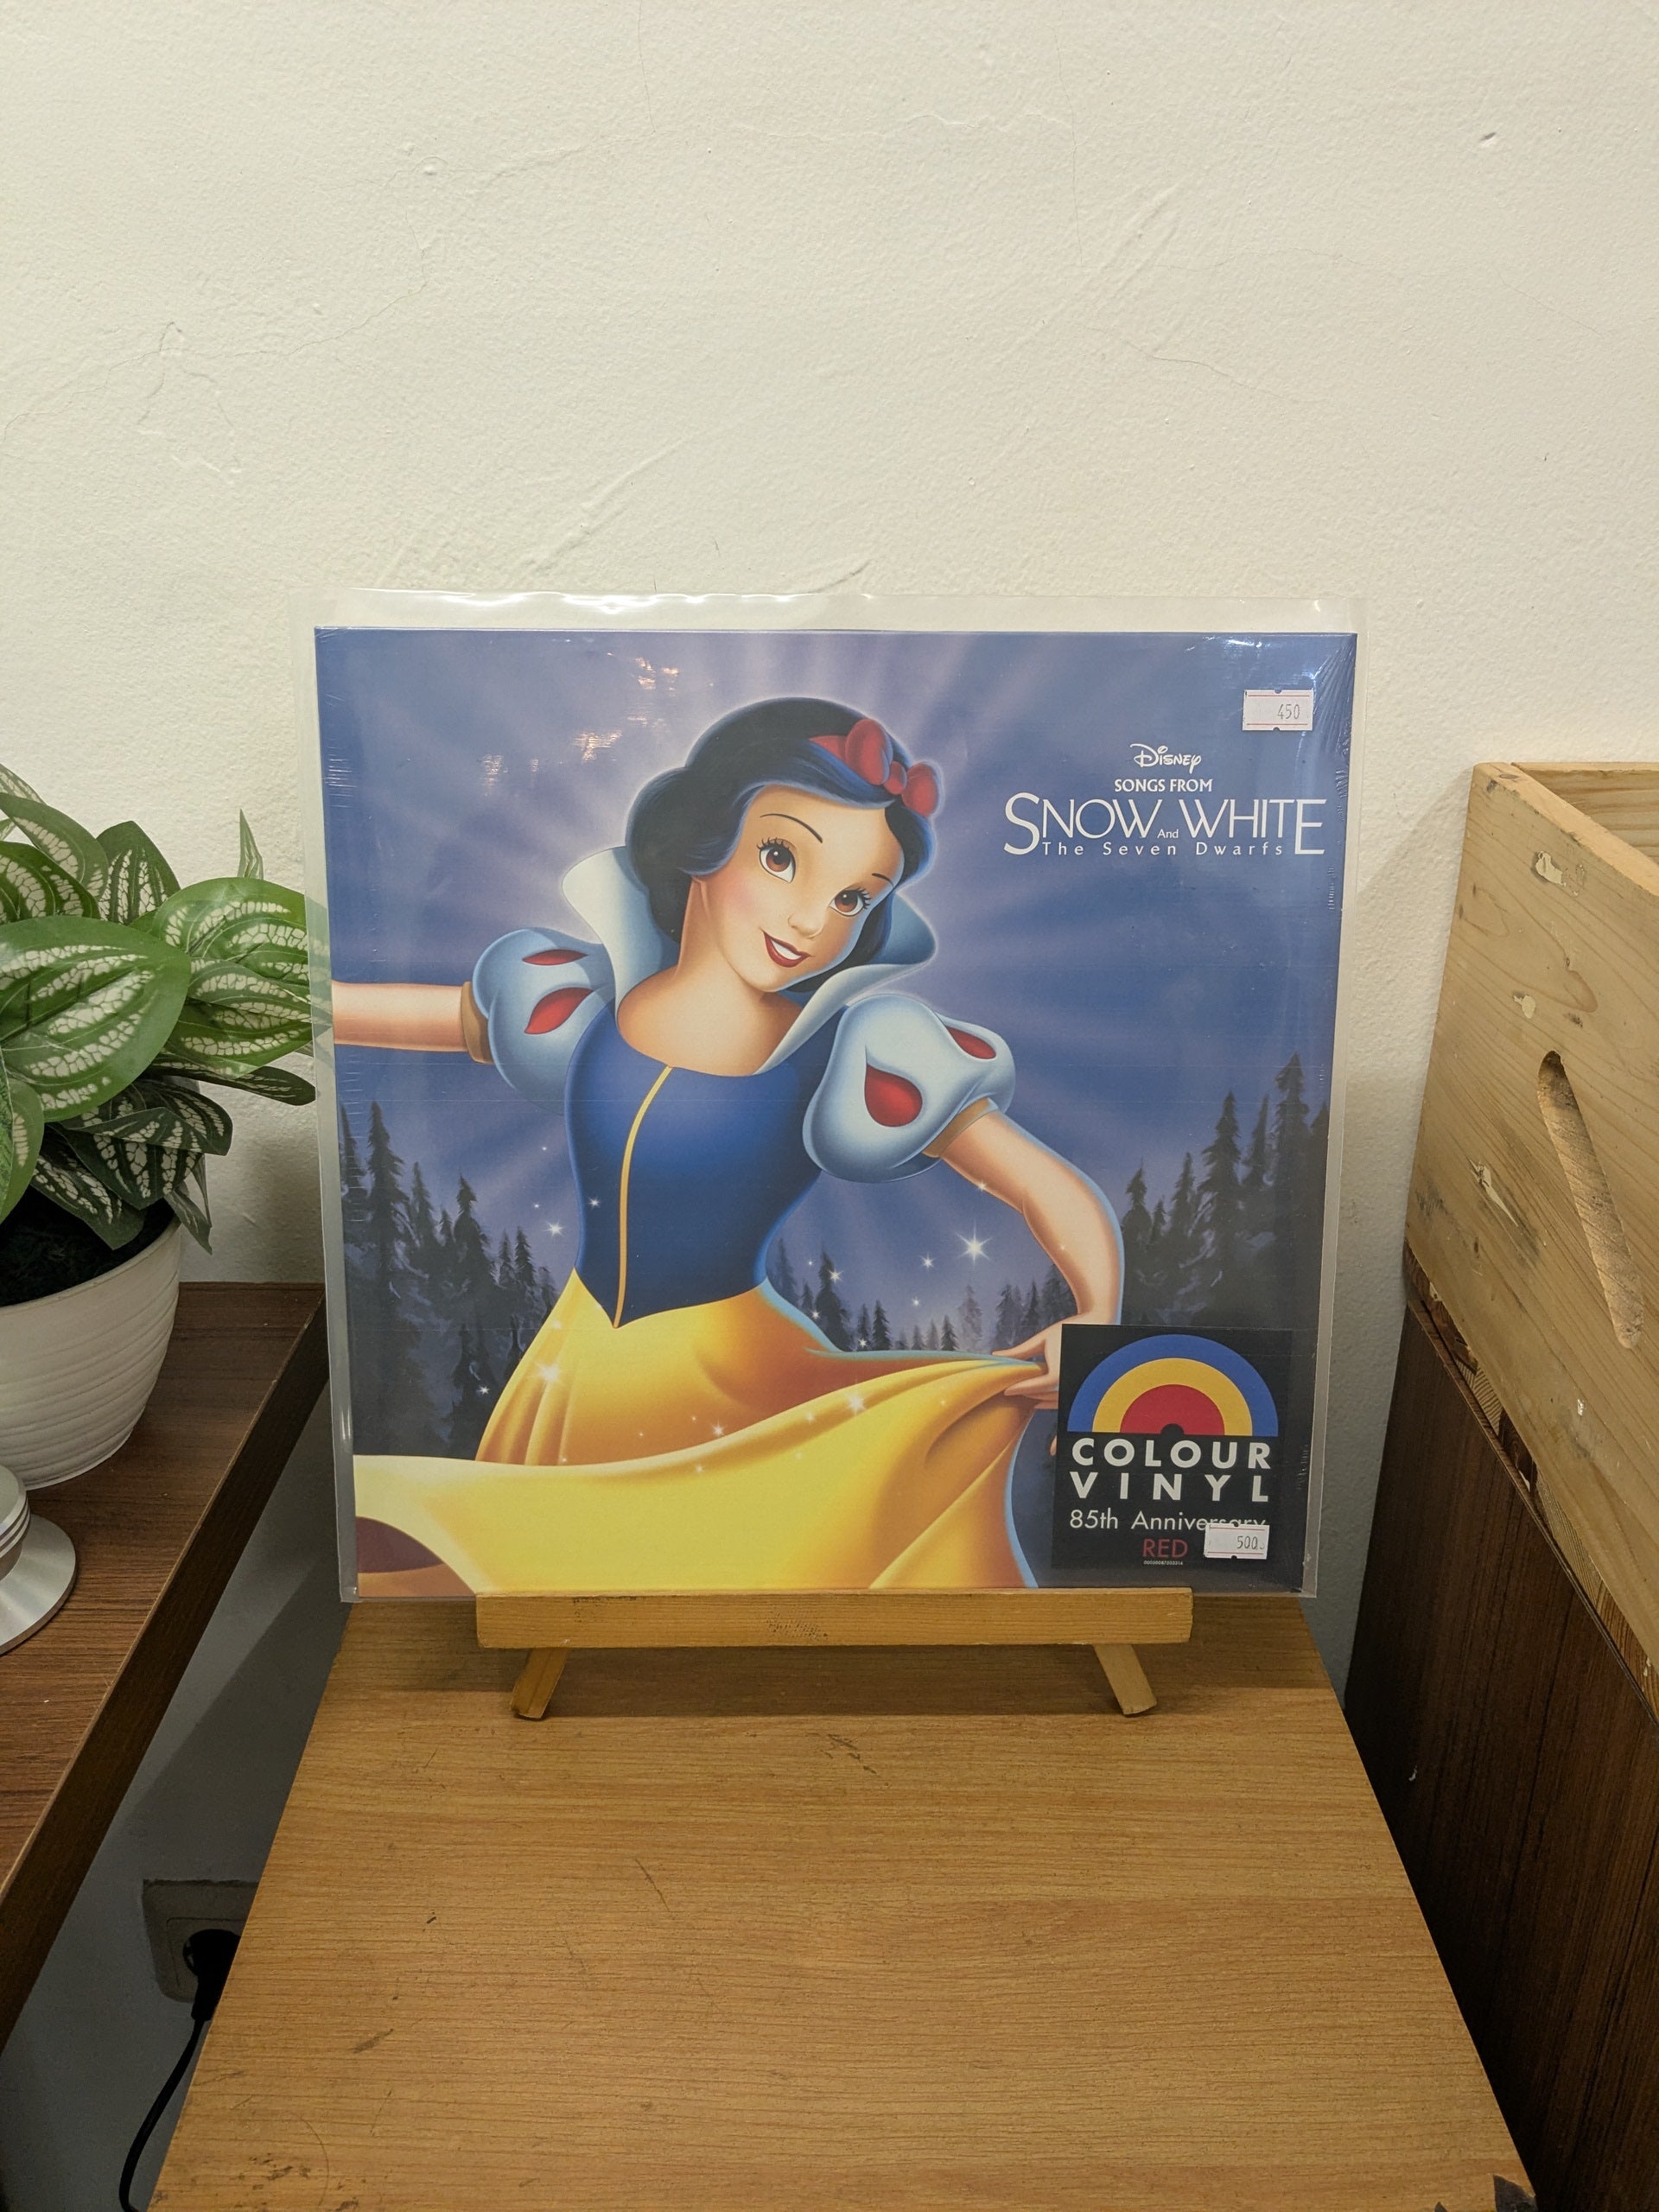 450
Disney
SONGS FROM
SNOW And WHITE
The Seven Dwarfs
COLOUR
VINYL
85th Anniversary
RED
500